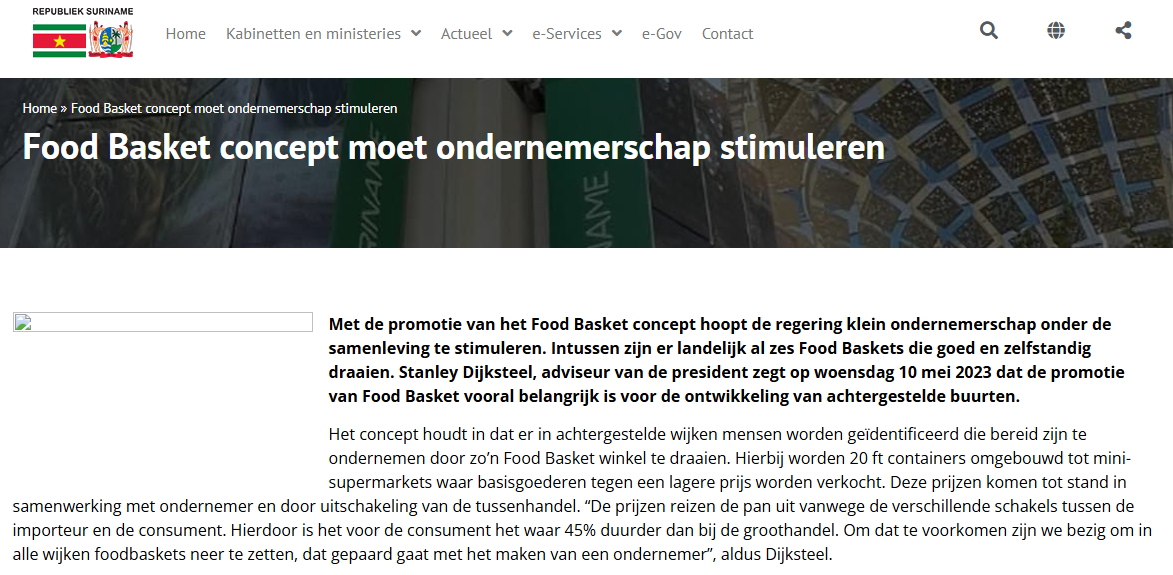 REPUBLIEK SURINAME
Home
Kabinetten en ministeries
Actueel
e-Services
e-Gov
Contact
Home » Food Basket concept moet ondernemerschap stimuleren
Food Basket concept moet ondernemerschap stimuleren
Met de promotie van het Food Basket concept hoopt de regering klein ondernemerschap onder de
samenleving te stimuleren. Intussen zijn er landelijk al zes Food Baskets die goed en zelfstandig
draaien. Stanley Dijksteel, adviseur van de president zegt op woensdag 10 mei 2023 dat de promotie
van Food Basket vooral belangrijk is voor de ontwikkeling van achtergestelde buurten.
Het concept houdt in dat er in achtergestelde wijken mensen worden geïdentificeerd die bereid zijn te
ondernemen door zo’n Food Basket winkel te draaien. Hierbij worden 20 ft containers omgebouwd tot mini-
supermarkets waar basisgoederen tegen een lagere prijs worden verkocht. Deze prijzen komen tot stand in
samenwerking met ondernemer en door uitschakeling van de tussenhandel. “De prijzen reizen de pan uit vanwege de verschillende schakels tussen de
importeur en de consument. Hierdoor is het voor de consument het waar 45% duurder dan bij de groothandel. Om dat te voorkomen zijn we bezig om in
alle wijken foodbaskets neer te zetten, dat gepaard gaat met het maken van een ondernemer”, aldus Dijksteel.